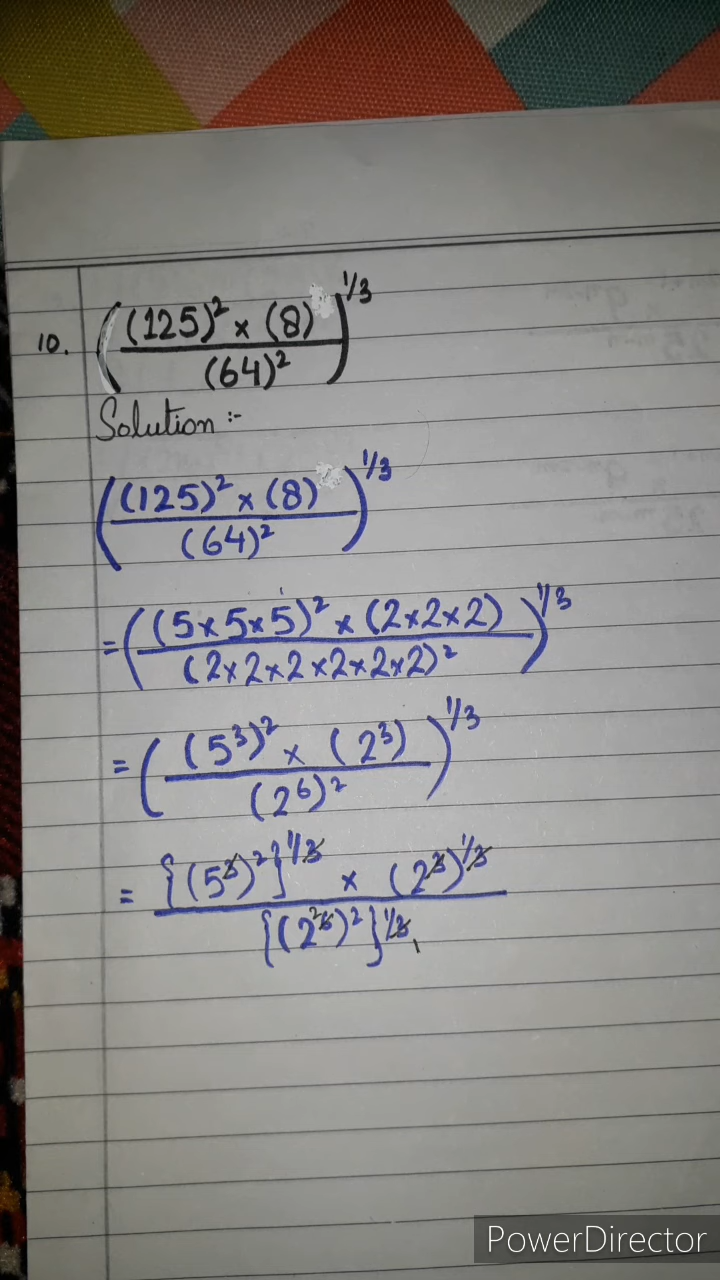 10. ((125)² × (8) / (64)²)^1/3
Solution :-
((125)² × (8) / (64)²)^1/3
= ((5×5×5)² × (2×2×2) / (2×2×2×2×2×2)²)^1/3
= ((5³)² × (2³) / (2⁶)²)^1/3
= {(5³)²}^1/3 × (2³)^1/3 / {(2⁶)²}^1/3
PowerDirector